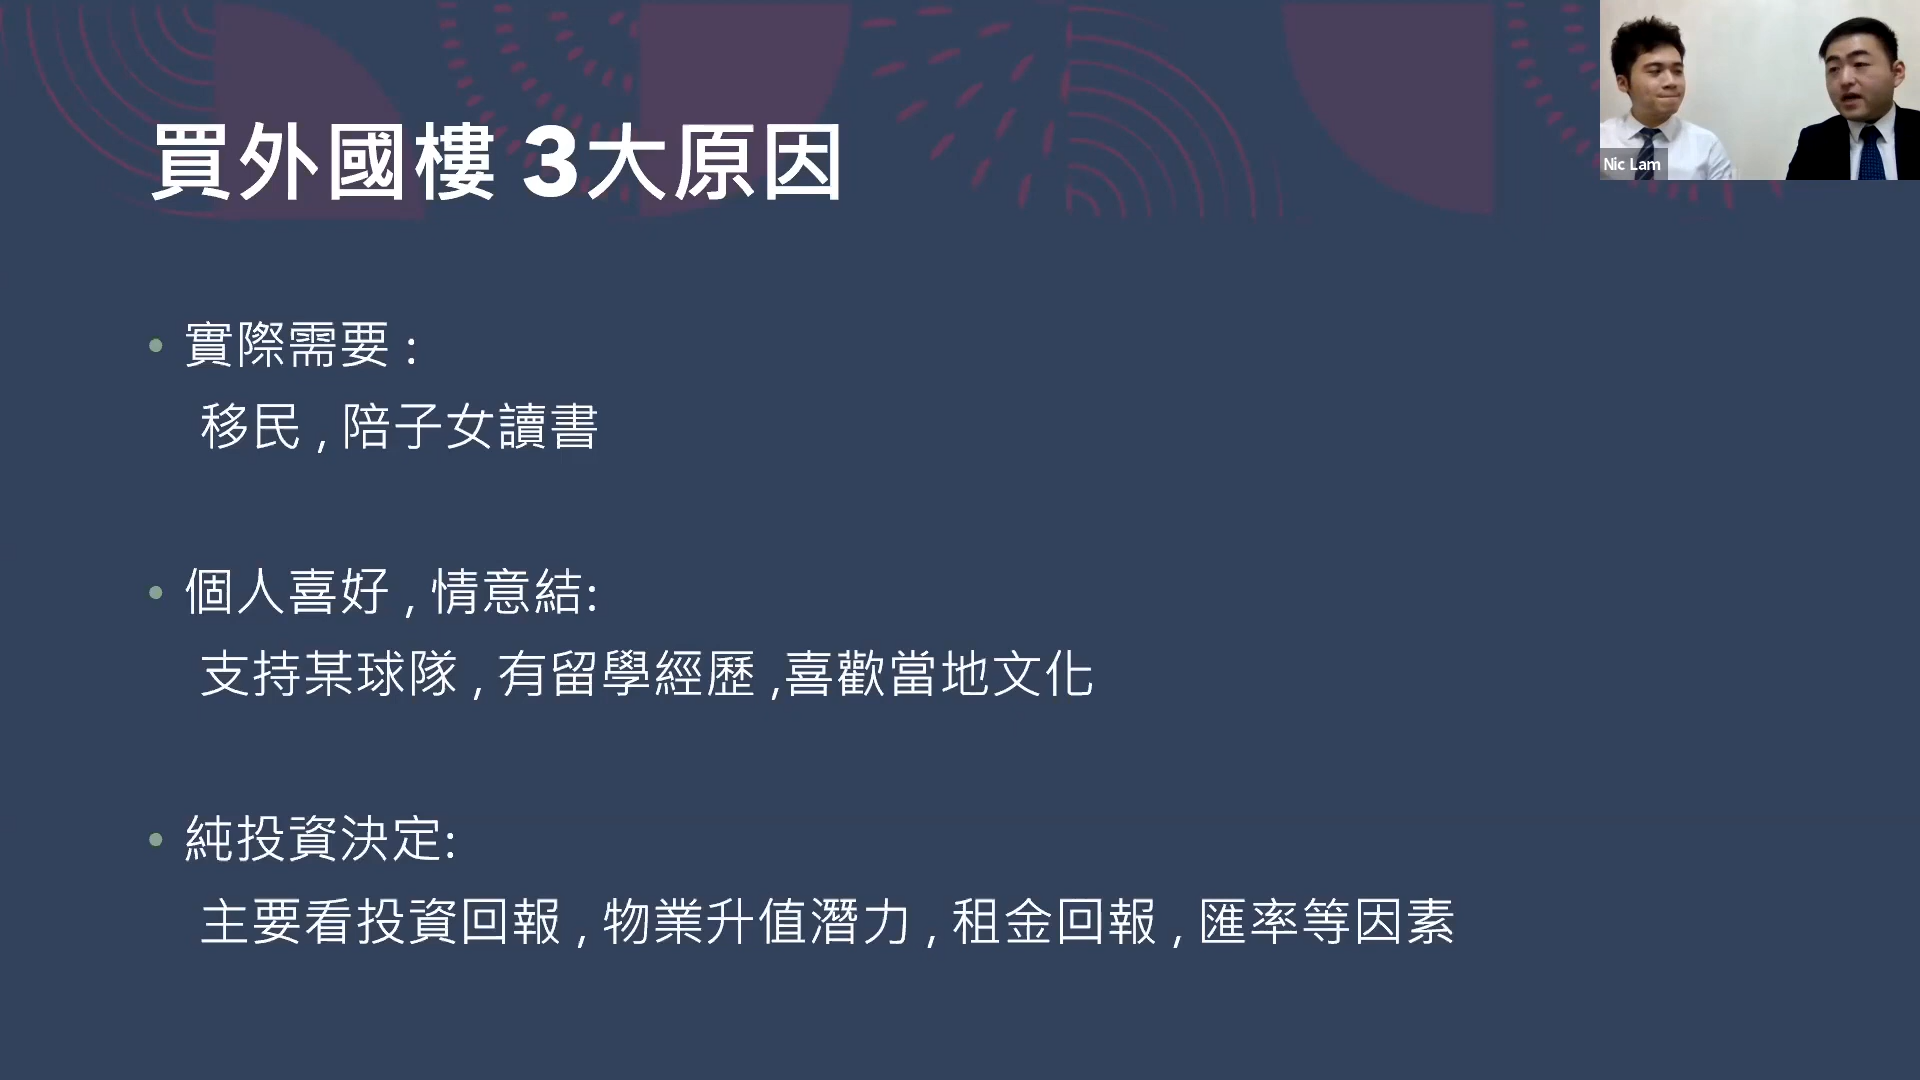 買外國樓 3大原因
Nic Lam
• 實際需要 :
移民 , 陪子女讀書
• 個人喜好 , 情意結:
支持某球隊 , 有留學經歷 ,喜歡當地文化
• 純投資決定:
主要看投資回報 , 物業升值潛力 , 租金回報 , 匯率等因素